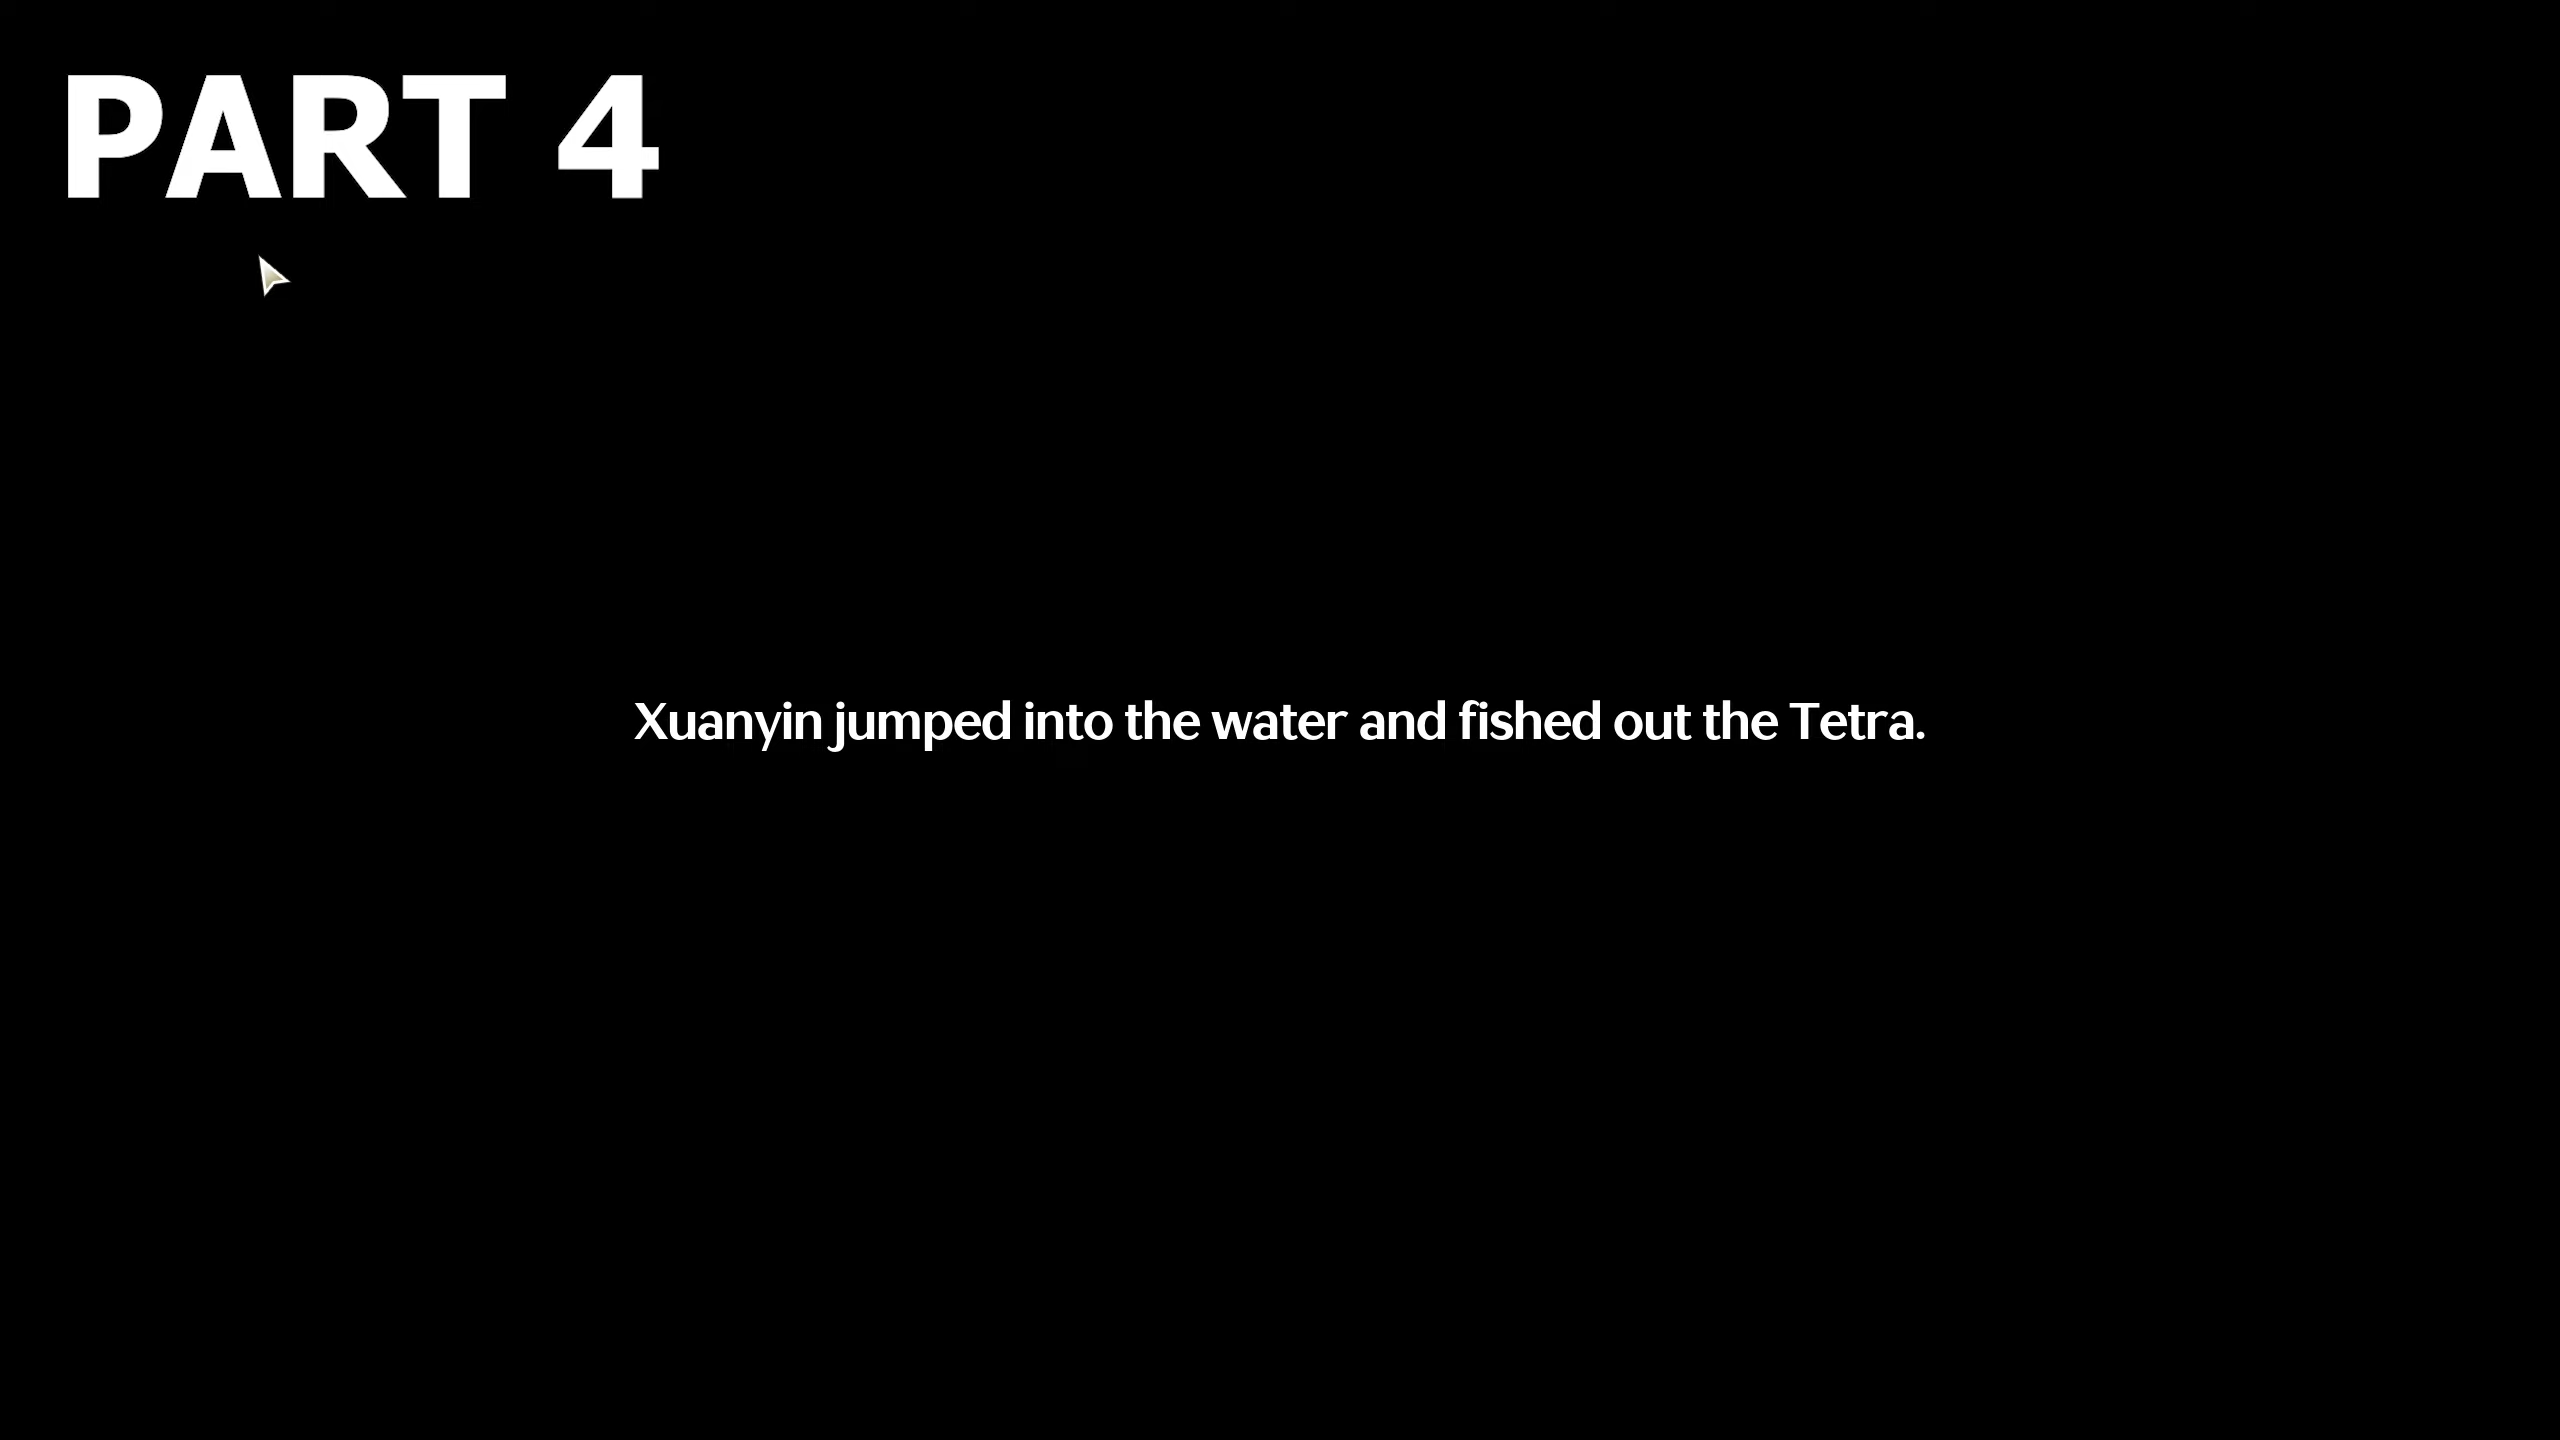 PART 4
Xuanyin jumped into the water and fished out the Tetra.